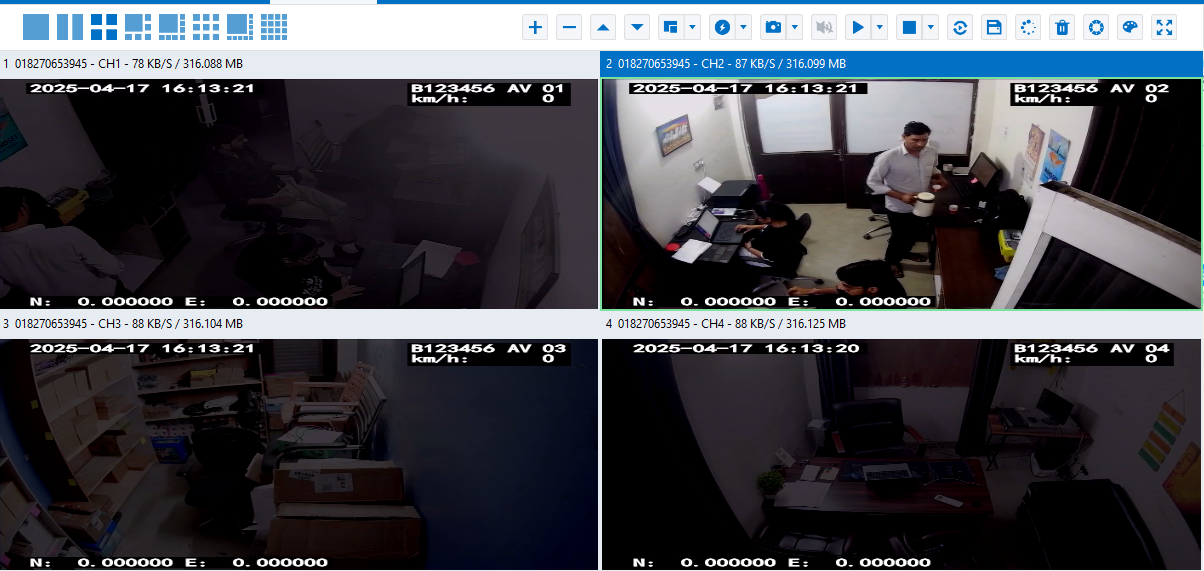 1 018270653945 - CH1 - 78 KB/S / 316.088 MB
2 018270653945 - CH2 - 87 KB/S / 316.099 MB
2025-04-17 16:13:21
B123456 AV 01
km/h: 0
N: 0.000000 E: 0.000000
2025-04-17 16:13:21
B123456 AV 02
km/h: 0
N: 0.000000 E: 0.000000
3 018270653945 - CH3 - 88 KB/S / 316.104 MB
4 018270653945 - CH4 - 88 KB/S / 316.125 MB
2025-04-17 16:13:21
B123456 AV 03
km/h: 0
N: 0.000000 E: 0.000000
2025-04-17 16:13:20
B123456 AV 04
km/h: 0
N: 0.000000 E: 0.000000